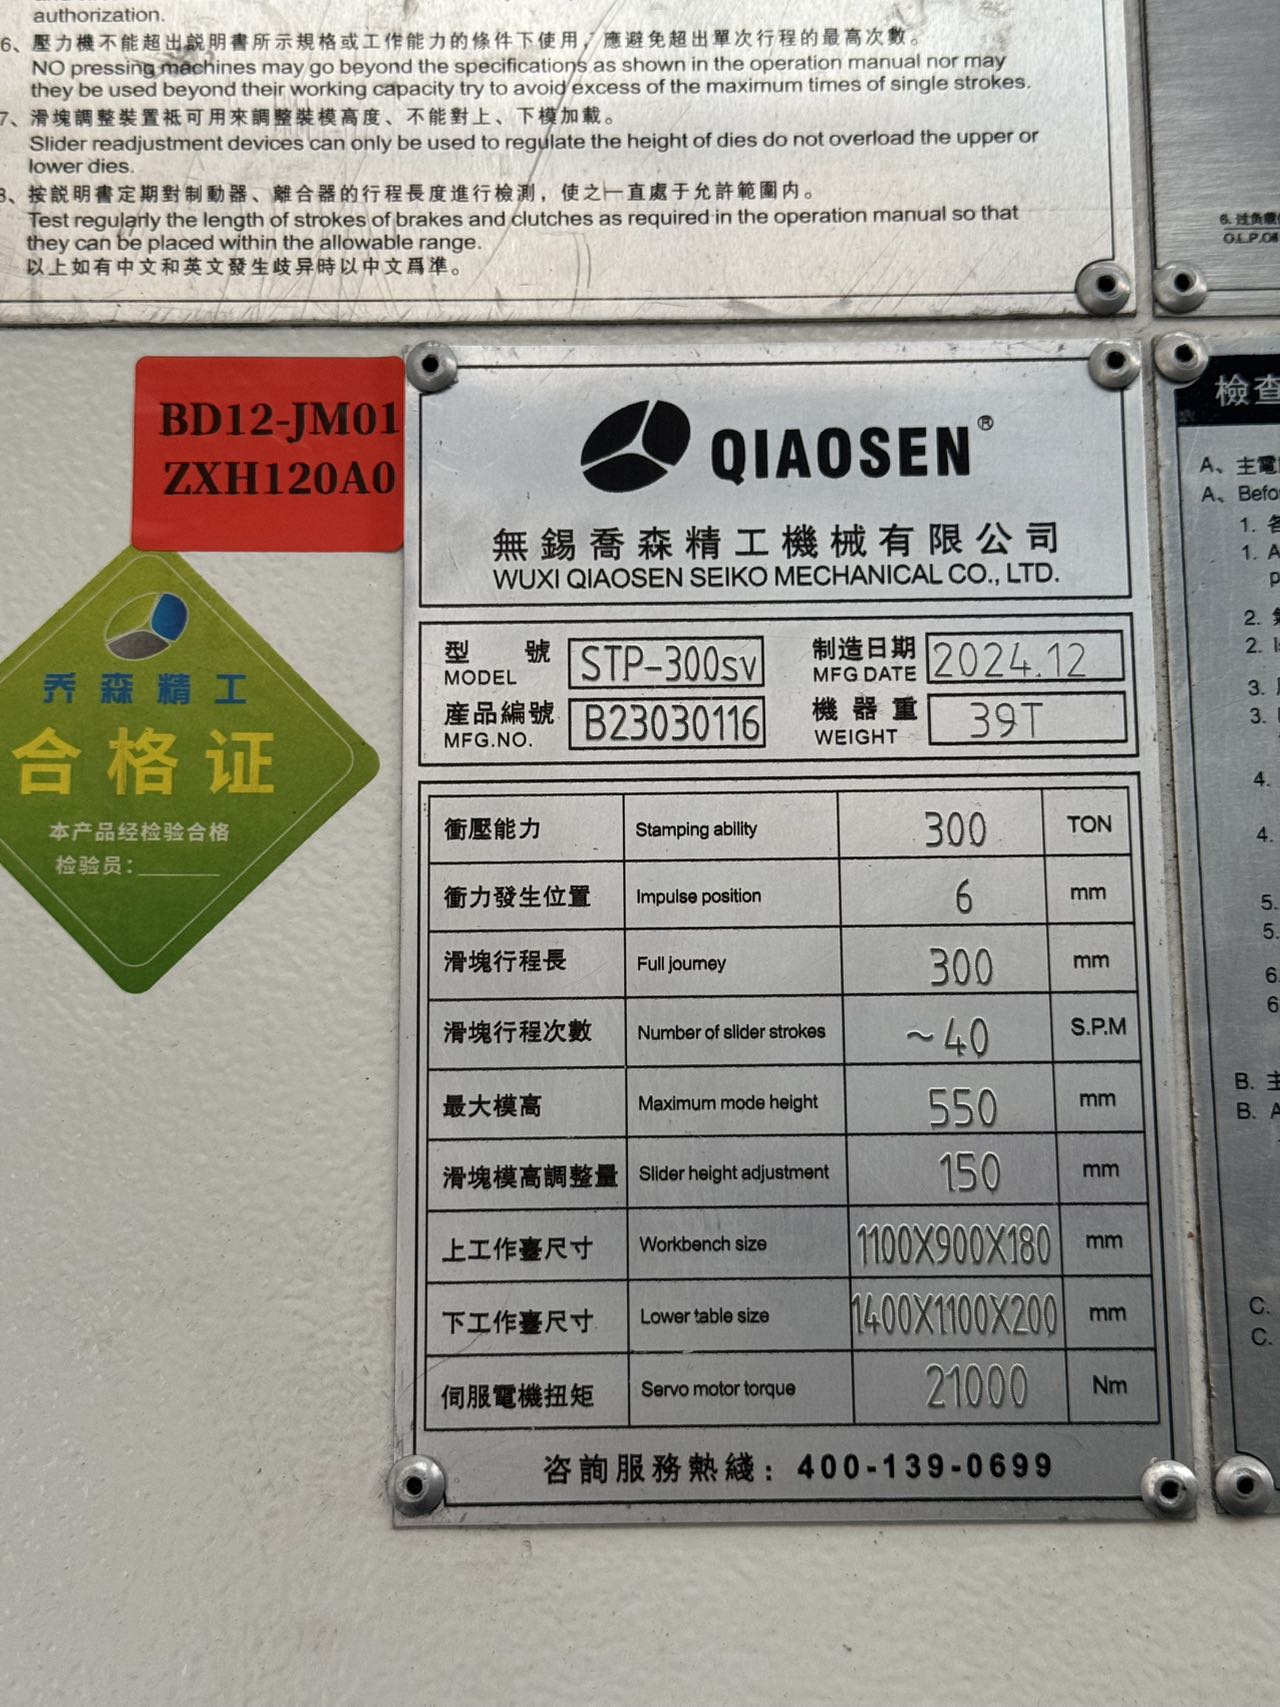 authorization.
6、壓力機不能超出説明書所示規格或工作能力的條件下使用，應避免超出單次行程的最高次數。
NO pressing machines may go beyond the specifications as shown in the operation manual nor may
they be used beyond their working capacity try to avoid excess of the maximum times of single strokes.
7、滑塊調整裝置祗可用來調整裝模高度、不能對上、下模加載。
Slider readjustment devices can only be used to regulate the height of dies do not overload the upper or
lower dies.
8、按説明書定期對制動器、離合器的行程長度進行檢測，使之一直處于允許範圍内。
Test regularly the length of strokes of brakes and clutches as required in the operation manual so that
they can be placed within the allowable range.
以上如有中文和英文發生歧异時以中文爲準。
BD12-JM01
ZXH120A0
乔森精工
合格证
本产品经检验合格
检验员：
QIAOSEN®
無錫喬森精工機械有限公司
WUXI QIAOSEN SEIKO MECHANICAL CO., LTD.
型 號 STP-300sv 制造日期 2024.12
MODEL MFG DATE
産品編號 B23030116 機器重 39T
MFG.NO. WEIGHT
衝壓能力 Stamping ability 300 TON
衝力發生位置 Impulse position 6 mm
滑塊行程長 Full journey 300 mm
滑塊行程次數 Number of slider strokes ~40 S.P.M
最大模高 Maximum mode height 550 mm
滑塊模高調整量 Slider height adjustment 150 mm
上工作臺尺寸 Workbench size 1100X900X180 mm
下工作臺尺寸 Lower table size 1400X1100X200 mm
伺服電機扭矩 Servo motor torque 21000 Nm
咨詢服務熱綫：400-139-0699
O.L.P.
檢查
A、主電
A、
1.
1.
2.
2.
3.
3.
4.
4.
5.
5.
6.
6
B.
B.
C.
C.